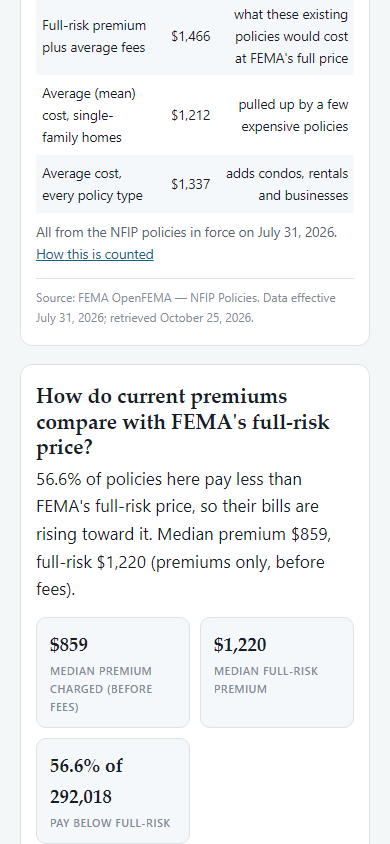 Full-risk premium plus average fees
$1,466
what these existing policies would cost at FEMA's full price
Average (mean) cost, single-family homes
$1,212
pulled up by a few expensive policies
Average cost, every policy type
$1,337
adds condos, rentals and businesses
All from the NFIP policies in force on July 31, 2026.
How this is counted
Source: FEMA OpenFEMA — NFIP Policies. Data effective
July 31, 2026; retrieved October 25, 2026.
How do current premiums
compare with FEMA's full-risk
price?
56.6% of policies here pay less than
FEMA's full-risk price, so their bills are
rising toward it. Median premium $859,
full-risk $1,220 (premiums only, before
fees).
$859
MEDIAN PREMIUM
CHARGED (BEFORE
FEES)
$1,220
MEDIAN FULL-RISK
PREMIUM
56.6% of
292,018
PAY BELOW FULL-RISK